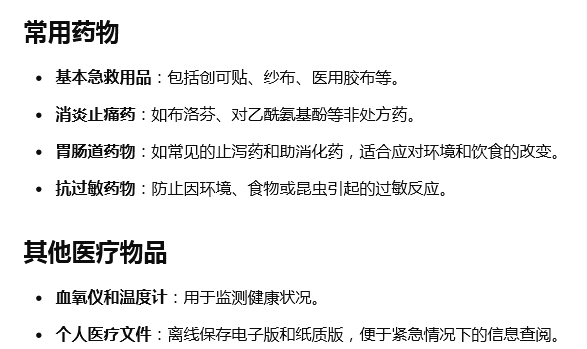 常用药物
• 基本急救用品：包括创可贴、纱布、医用胶布等。
• 消炎止痛药：如布洛芬、对乙酰氨基酚等非处方药。
• 胃肠道药物：如常见的止泻药和助消化药，适合应对环境和饮食的改变。
• 抗过敏药物：防止因环境、食物或昆虫引起的过敏反应。
其他医疗物品
• 血氧仪和温度计：用于监测健康状况。
• 个人医疗文件：离线保存电子版和纸质版，便于紧急情况下的信息查阅。